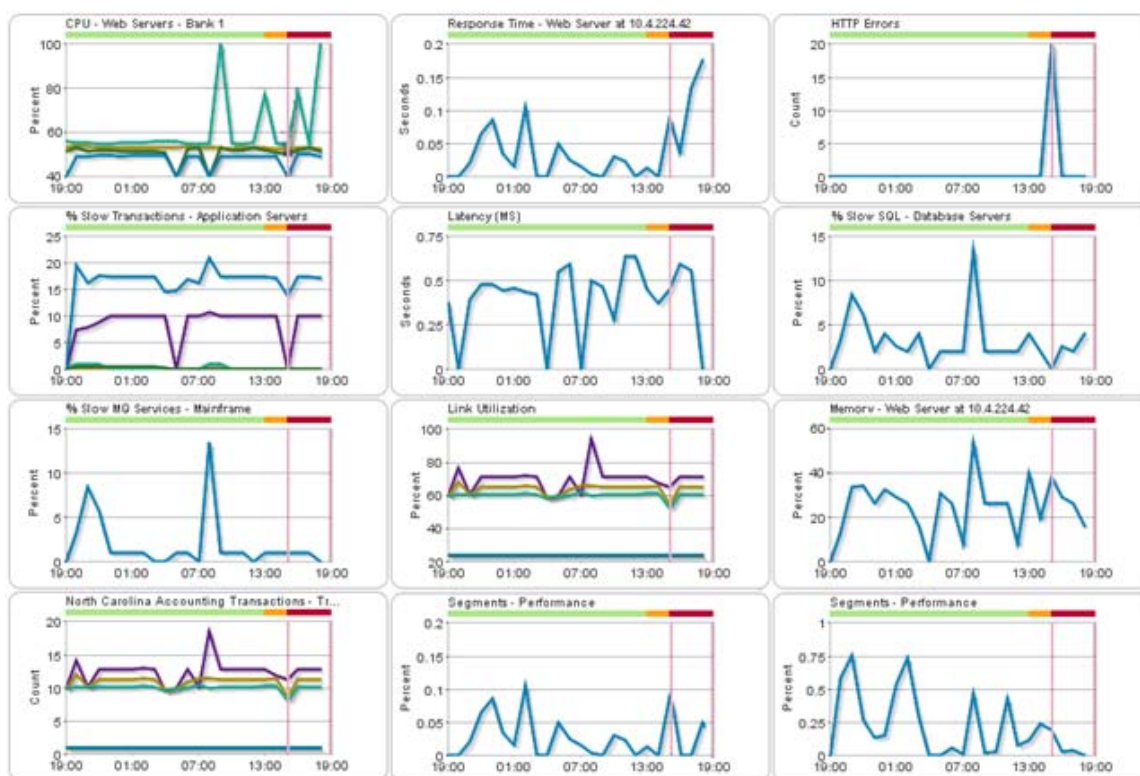 CPU - Web Servers - Bank 1
Percent
100
80
60
40
19:00 01:00 07:00 13:00 19:00
Response Time - Web Server at 10.4.224.42
Seconds
0.2
0.15
0.1
0.05
0
19:00 01:00 07:00 13:00 19:00
HTTP Errors
Count
20
15
10
5
0
19:00 01:00 07:00 13:00 19:00
% Slow Transactions - Application Servers
Percent
25
20
15
10
5
0
19:00 01:00 07:00 13:00 19:00
Latency (MS)
Seconds
0.75
0.5
0.25
0
19:00 01:00 07:00 13:00 19:00
% Slow SQL - Database Servers
Percent
15
10
5
0
19:00 01:00 07:00 13:00 19:00
% Slow MQ Services - Mainframe
Percent
15
10
5
0
19:00 01:00 07:00 13:00 19:00
Link Utilization
Percent
100
80
60
40
20
19:00 01:00 07:00 13:00 19:00
Memory - Web Server at 10.4.224.42
Percent
60
40
20
0
19:00 01:00 07:00 13:00 19:00
North Carolina Accounting Transactions - Tr...
Count
20
15
10
5
0
19:00 01:00 07:00 13:00 19:00
Segments - Performance
Percent
0.2
0.15
0.1
0.05
0
19:00 01:00 07:00 13:00 19:00
Segments - Performance
Percent
1
0.75
0.5
0.25
0
19:00 01:00 07:00 13:00 19:00